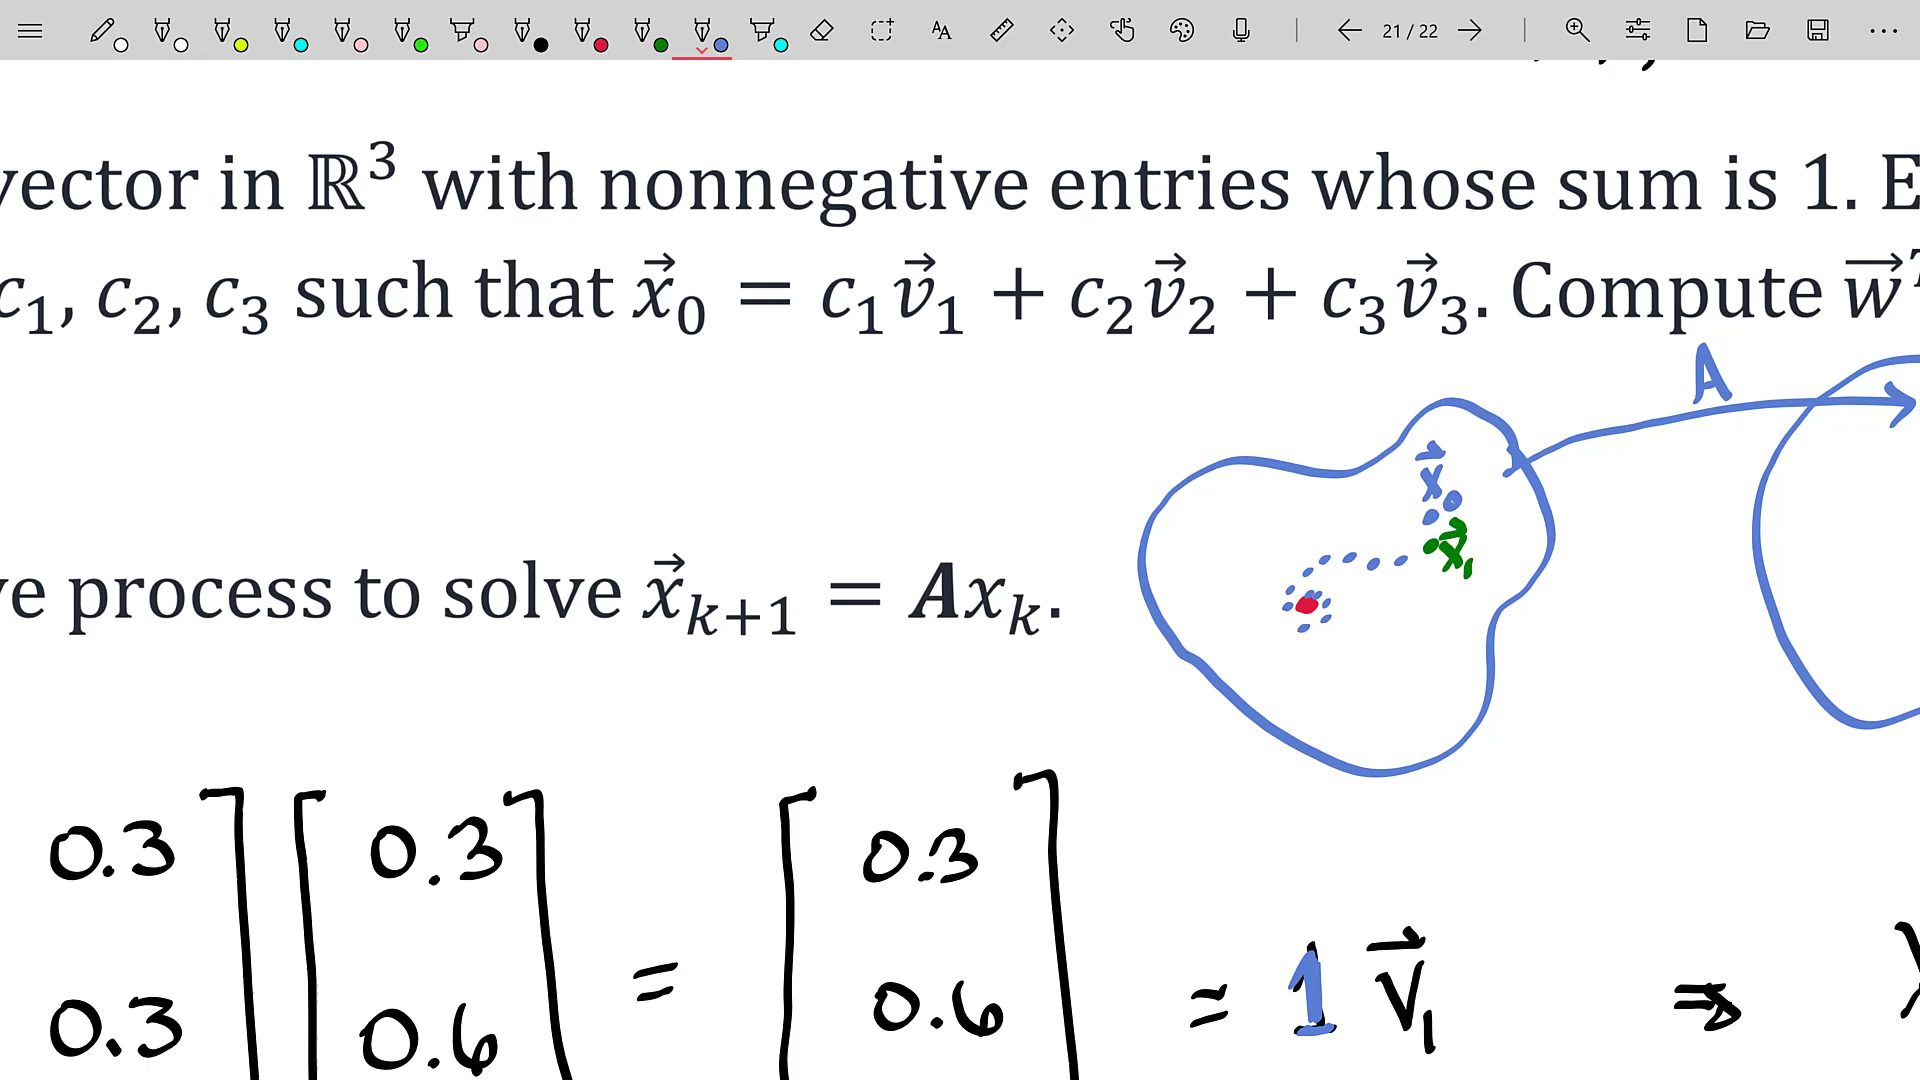 21 / 22
vector in ℝ³ with nonnegative entries whose sum is 1. E
c₁, c₂, c₃ such that x⃗₀ = c₁v⃗₁ + c₂v⃗₂ + c₃v⃗₃. Compute w⃗ᵀ
A
x⃗₀
x⃗₁
ve process to solve x⃗ₖ₊₁ = Axₖ.
0.3 ] [ 0.3 ] [ 0.3 ]
= = 1 v⃗₁ ⇒
0.3 0.6 0.6